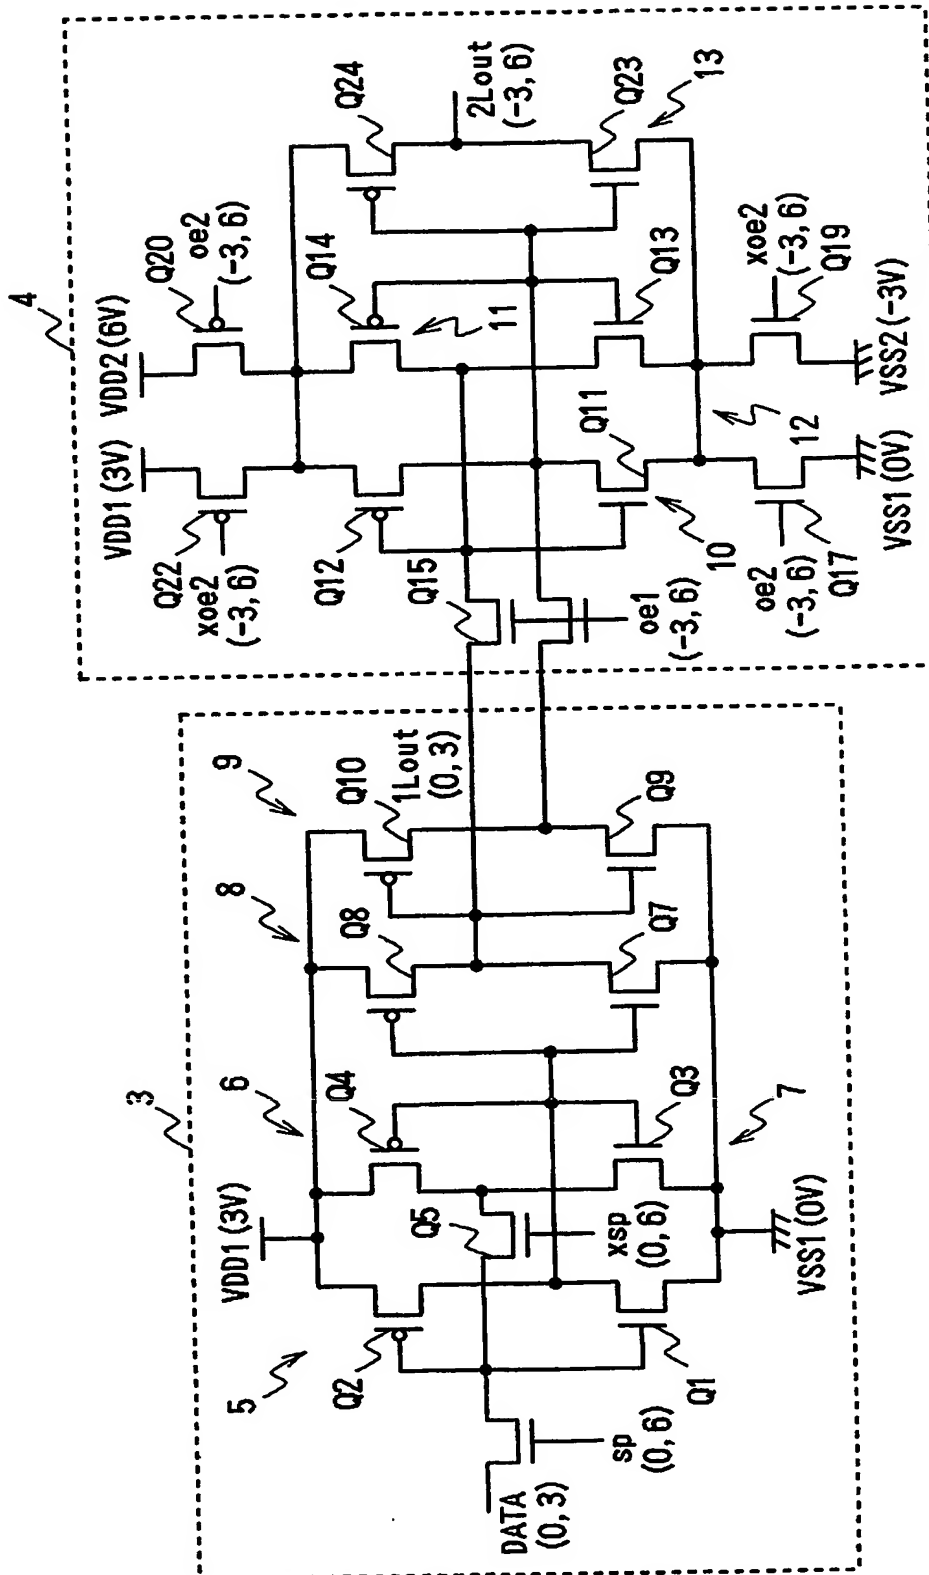 3
VDD1 (3V)
5
6
8
9
Q2
Q4
Q8
Q10
1Lout
(0, 3)
Q5
DATA
(0, 3)
sp
(0, 6)
xsp
(0, 6)
Q1
Q3
Q7
Q9
7
VSS1 (0V)
4
VDD1 (3V)
VDD2 (6V)
Q22
xoe2
(-3, 6)
Q20
oe2
(-3, 6)
Q12
Q14
Q24
11
Q15
2Lout
(-3, 6)
oe1
(-3, 6)
10
Q11
Q13
Q23
13
oe2
(-3, 6)
Q17
12
xoe2
(-3, 6)
Q19
VSS1 (0V)
VSS2 (-3V)